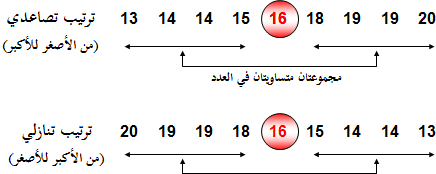 ترتيب تصاعدي 13 14 14 15 16 18 19 19 20
(من الأصغر للأكبر)
مجموعتان متساويتان في العدد
ترتيب تنازلي 20 19 19 18 16 15 14 14 13
(من الأكبر للأصغر)